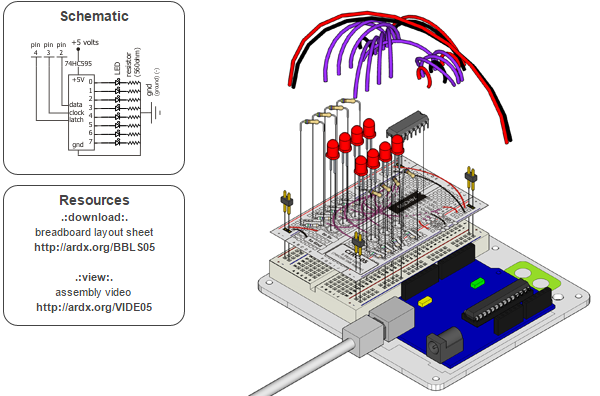 Schematic
pin pin pin
4 3 2
+5 volts
74HC595
LED
resistor
(560ohm)
gnd
(ground) (-)
+5V
0
1
2
3
4
5
6
7
data
clock
latch
gnd
Resources
.:download:.
breadboard layout sheet
http://ardx.org/BBLS05
.:view:.
assembly video
http://ardx.org/VIDE05